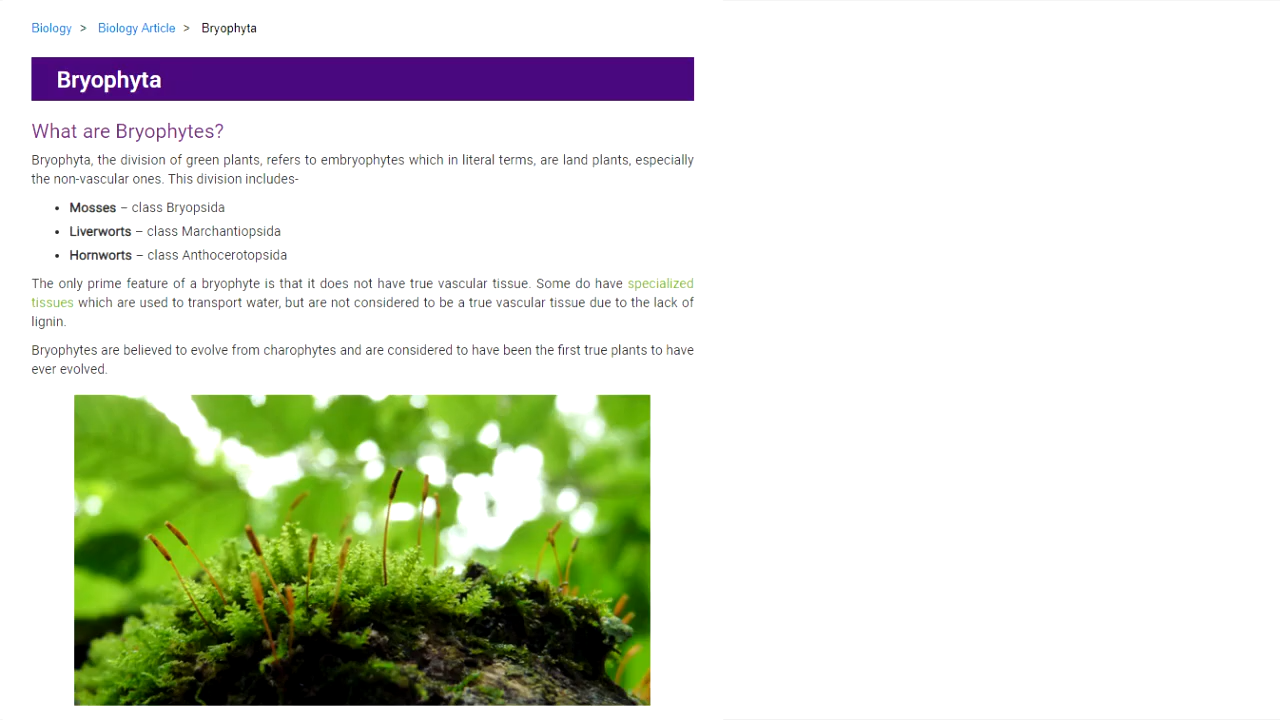 Biology > Biology Article > Bryophyta
Bryophyta
What are Bryophytes?
Bryophyta, the division of green plants, refers to embryophytes which in literal terms, are land plants, especially
the non-vascular ones. This division includes-
• Mosses – class Bryopsida
• Liverworts – class Marchantiopsida
• Hornworts – class Anthocerotopsida
The only prime feature of a bryophyte is that it does not have true vascular tissue. Some do have specialized
tissues which are used to transport water, but are not considered to be a true vascular tissue due to the lack of
lignin.
Bryophytes are believed to evolve from charophytes and are considered to have been the first true plants to have
ever evolved.